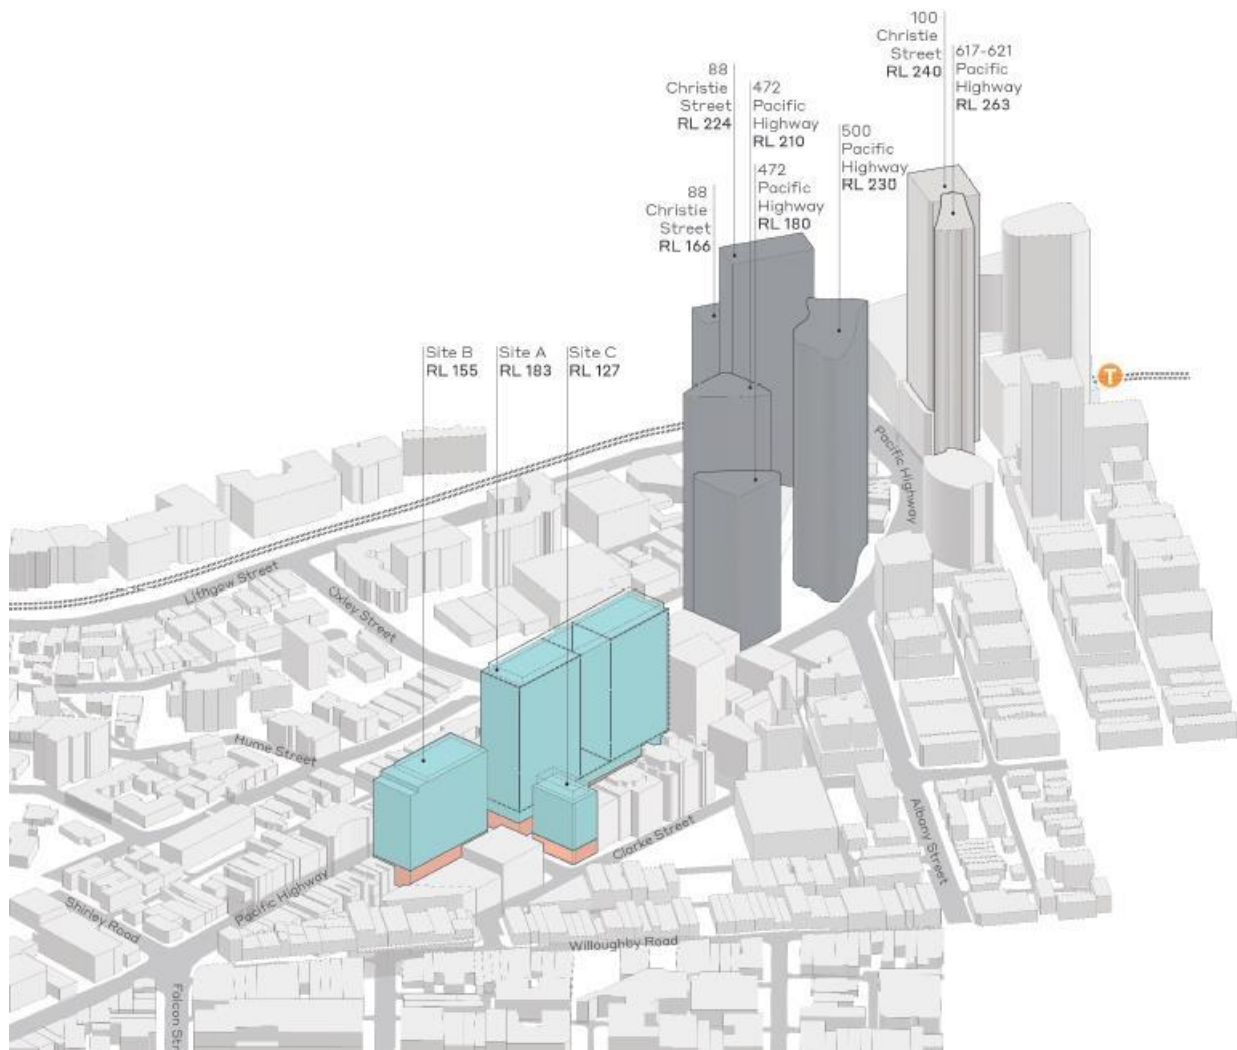 100
Christie
Street
RL 240
617-621
Pacific
Highway
RL 263
88
Christie
Street
RL 224
472
Pacific
Highway
RL 210
500
Pacific
Highway
RL 230
472
Pacific
Highway
RL 180
88
Christie
Street
RL 166
Site B
RL 155
Site A
RL 183
Site C
RL 127
T
Pacific Highway
Lithgow Street
Oxley Street
Hume Street
Clarke Street
Albany Street
Pacific Highway
Shirley Road
Willoughby Road
Falcon Str